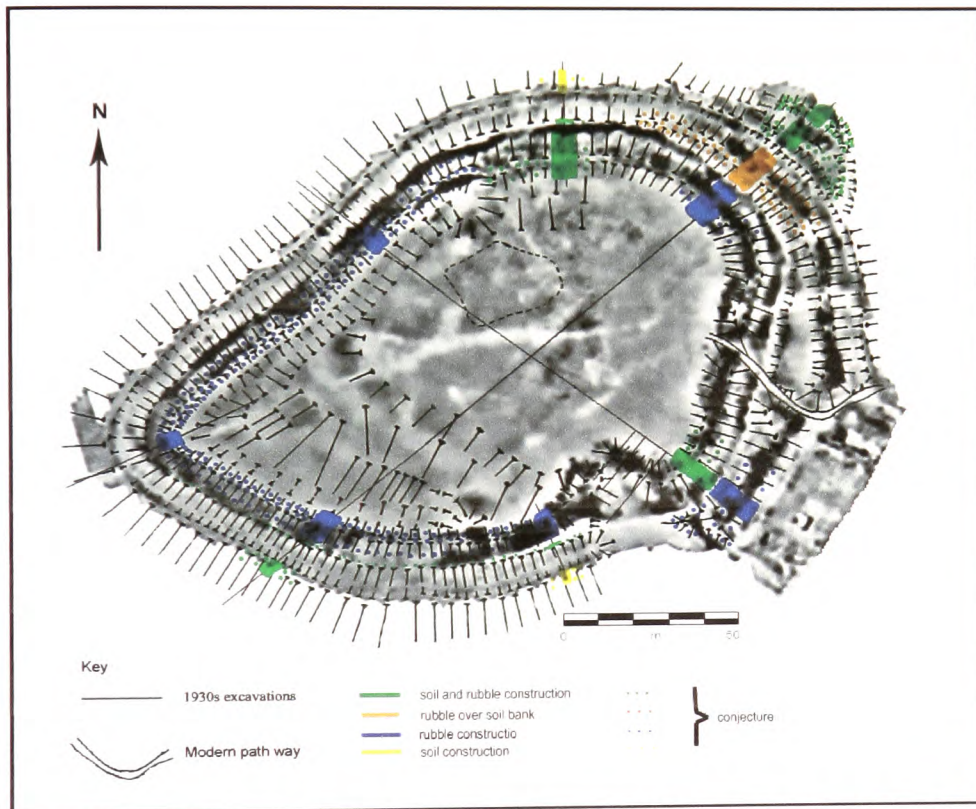 N
0 m 50
Key
1930s excavations
Modern path way
soil and rubble construction
rubble over soil bank
rubble constructio
soil construction
conjecture